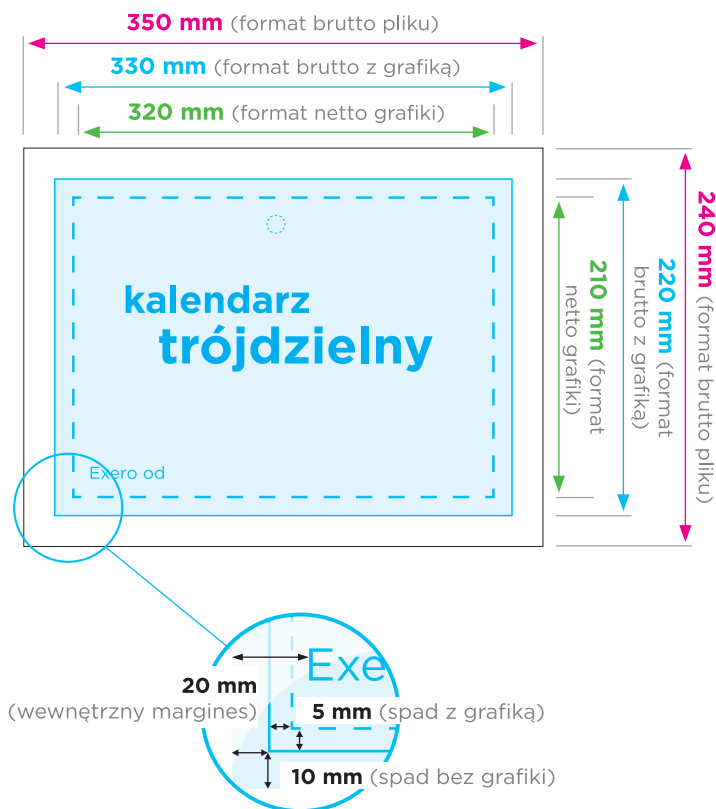 350 mm (format brutto pliku)
330 mm (format brutto z grafiką)
320 mm (format netto grafiki)
240 mm (format brutto pliku)
220 mm (format
brutto z grafiką)
210 mm (format
netto grafiki)
kalendarz
trójdzielny
Exero od
Exe
20 mm
(wewnętrzny margines)
5 mm (spad z grafiką)
10 mm (spad bez grafiki)